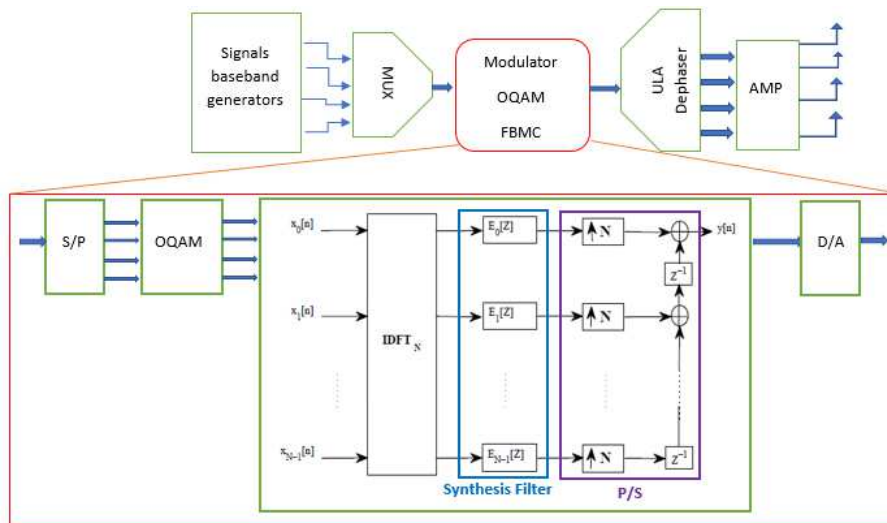 Signals
baseband
generators
MUX
Modulator
OQAM
FBMC
ULA
Dephaser
AMP
S/P
OQAM
x0[n]
E0[Z]
N
y[n]
Z−1
x1[n]
E1[Z]
N
IDFT N
xN−1[n]
EN−1[Z]
N
Z−1
Synthesis Filter
P/S
D/A